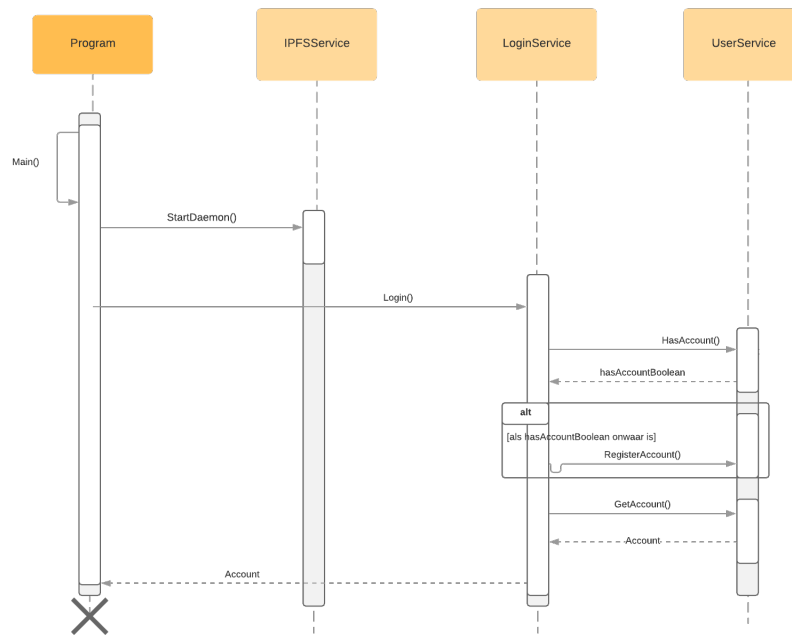 Program
IPFSService
LoginService
UserService
Main()
StartDaemon()
Login()
HasAccount()
hasAccountBoolean
alt
[als hasAccountBoolean onwaar is]
RegisterAccount()
GetAccount()
Account
Account